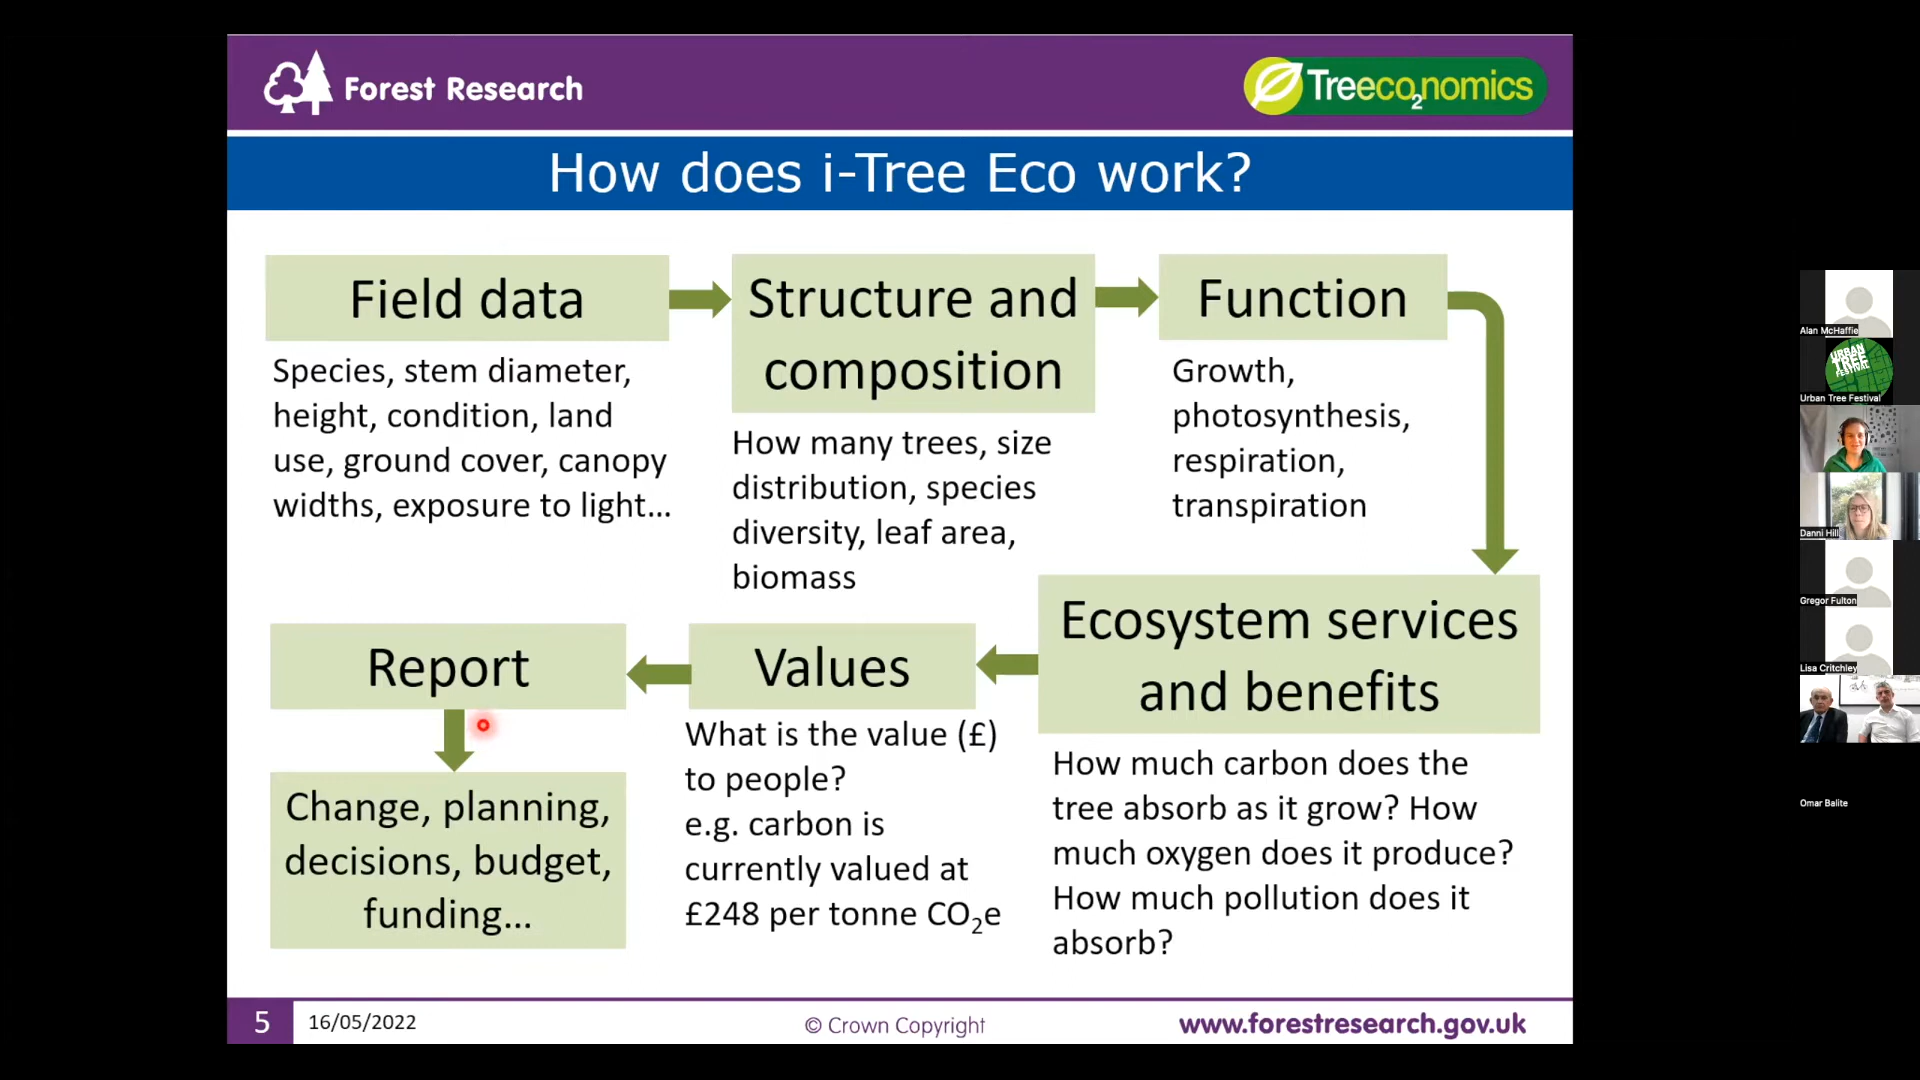 Forest Research
Treeco2nomics
How does i-Tree Eco work?
Field data
Species, stem diameter,
height, condition, land
use, ground cover, canopy
widths, exposure to light...
Structure and
composition
How many trees, size
distribution, species
diversity, leaf area,
biomass
Function
Growth,
photosynthesis,
respiration,
transpiration
Ecosystem services
and benefits
How much carbon does the
tree absorb as it grow? How
much oxygen does it produce?
How much pollution does it
absorb?
Values
What is the value (£)
to people?
e.g. carbon is
currently valued at
£248 per tonne CO2e
Report
Change, planning,
decisions, budget,
funding...
5
16/05/2022
© Crown Copyright
www.forestresearch.gov.uk
Alan McHaffie
URBAN
TREE
FESTIVAL
Urban Tree Festival
Danni Hill
Gregor Fulton
Lisa Critchley
Omar Balite